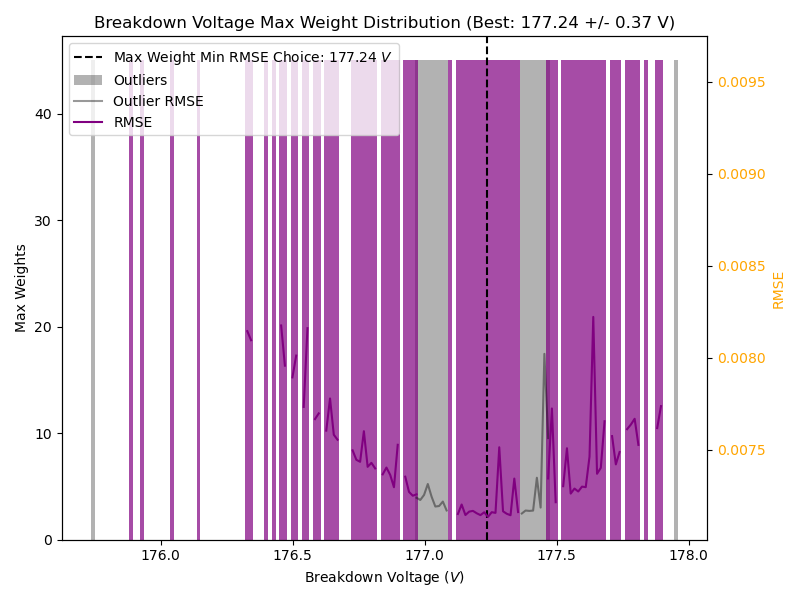 Breakdown Voltage Max Weight Distribution (Best: 177.24 +/- 0.37 V)
Max Weight Min RMSE Choice: 177.24 V
Outliers
Outlier RMSE
RMSE
40
30
20
10
0
Max Weights
0.0095
0.0090
0.0085
0.0080
0.0075
RMSE
176.0 176.5 177.0 177.5 178.0
Breakdown Voltage (V)